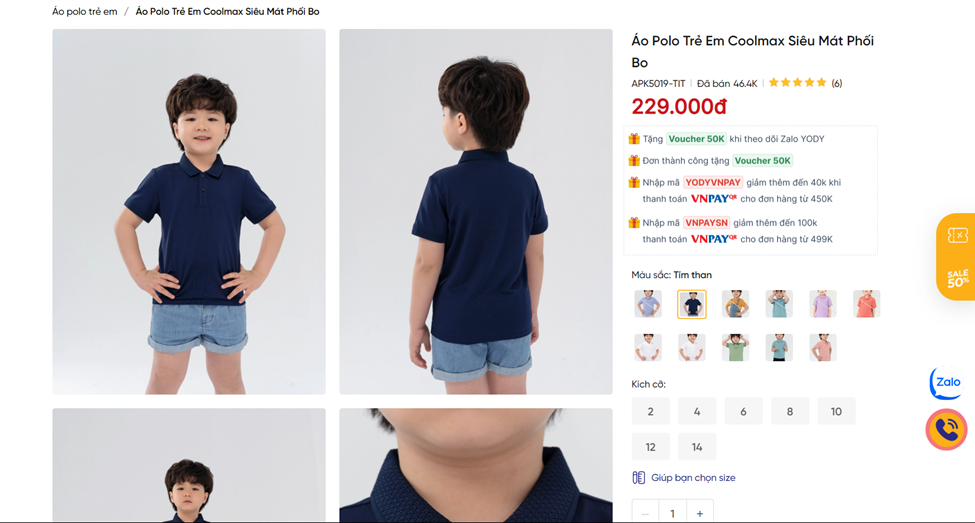 Áo polo trẻ em / Áo Polo Trẻ Em Coolmax Siêu Mát Phối Bo
Áo Polo Trẻ Em Coolmax Siêu Mát Phối
Bo
APK5019-TIT | Đã bán 46.4K | (6)
229.000đ
Tặng Voucher 50K khi theo dõi Zalo YODY
Đơn thành công tặng Voucher 50K
Nhập mã YODYVNPAY giảm thêm đến 40k khi
thanh toán VNPAYQR cho đơn hàng từ 450K
Nhập mã VNPAYSN giảm thêm đến 100k
thanh toán VNPAYQR cho đơn hàng từ 499K
SALE
50%
Màu sắc: Tím than
Kích cỡ:
Zalo
2 4 6 8 10
12 14
Giúp bạn chọn size
− 1 +